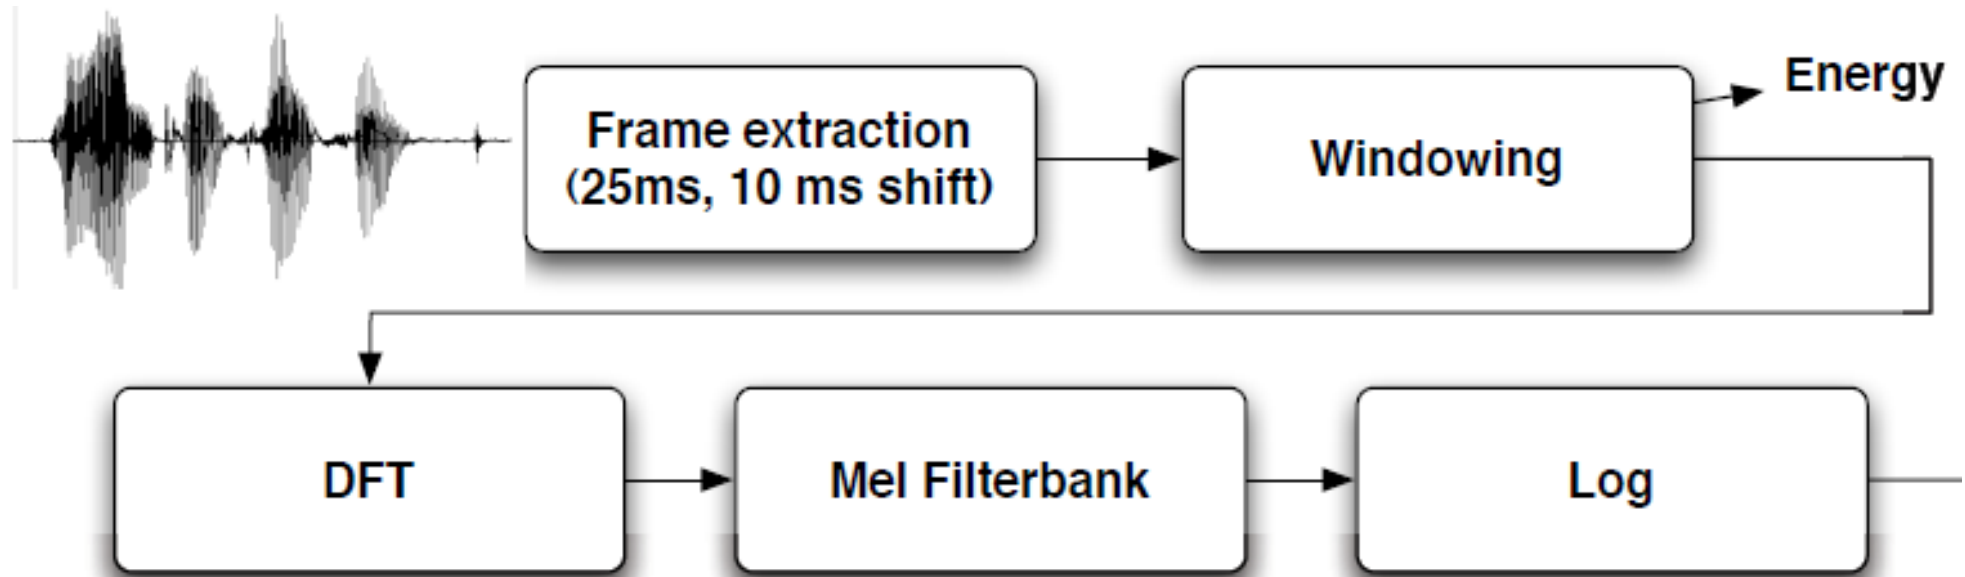 Energy
Frame extraction
(25ms, 10 ms shift)
Windowing
DFT
Mel Filterbank
Log